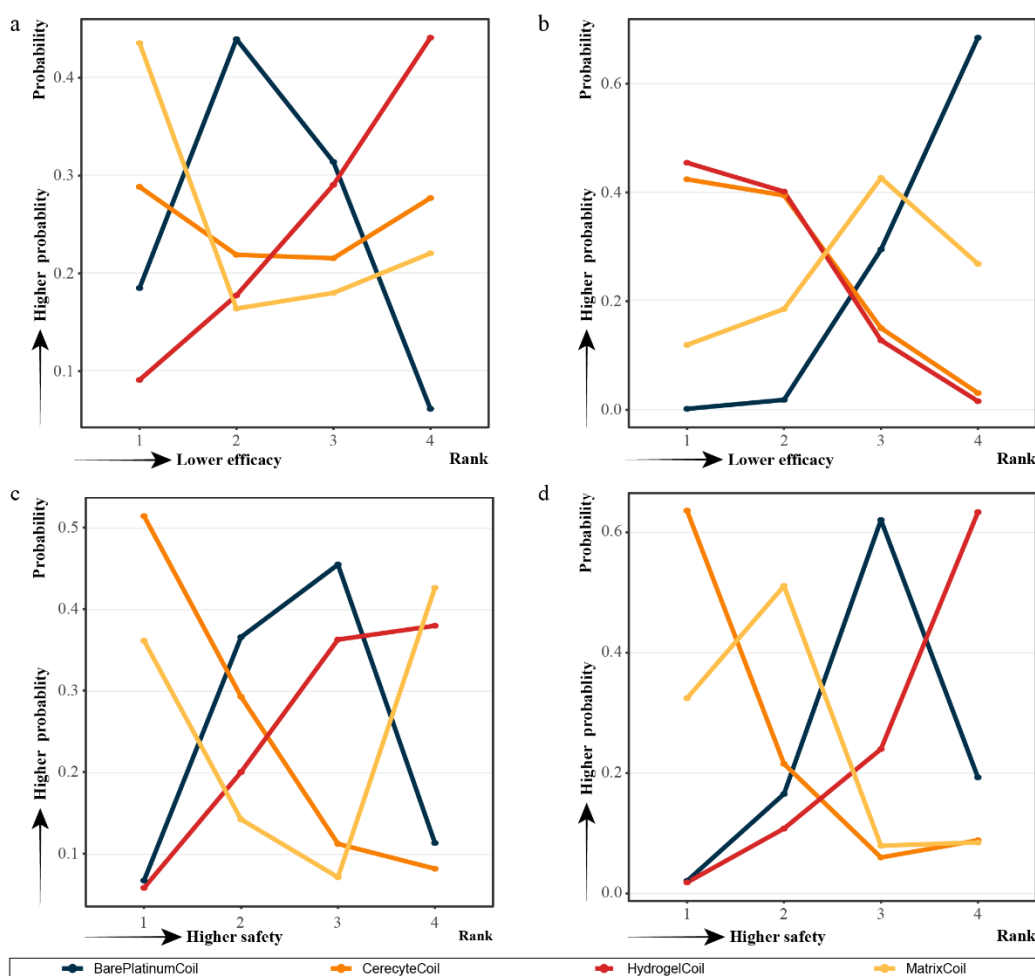 a
Probability
Higher probability
0.4
0.3
0.2
0.1
1 2 3 4
Lower efficacy Rank
b
Probability
Higher probability
0.6
0.4
0.2
0.0
1 2 3 4
Lower efficacy Rank
c
Probability
Higher probability
0.5
0.4
0.3
0.2
0.1
1 2 3 4
Higher safety Rank
d
Probability
Higher probability
0.6
0.4
0.2
0.0
1 2 3 4
Higher safety Rank
BarePlatinumCoil CerecyteCoil HydrogelCoil MatrixCoil